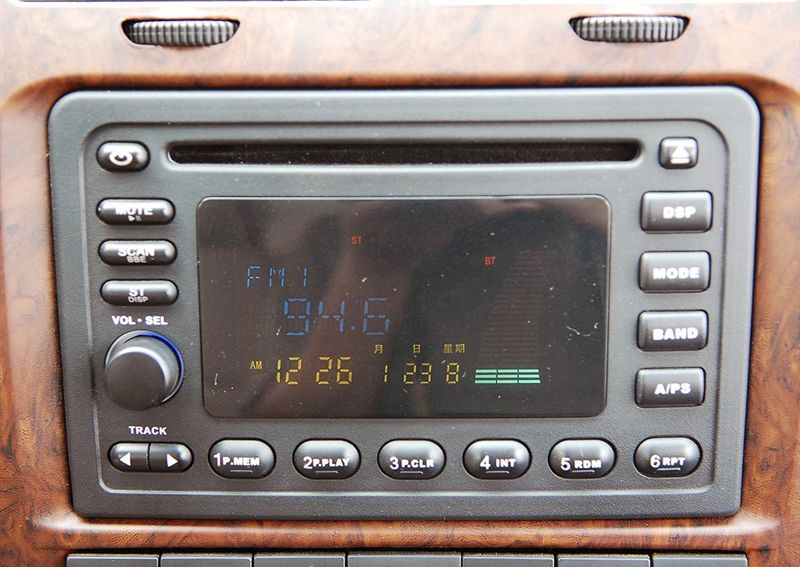 MUTE
SCAN
BBE
ST
DISP
VOL • SEL
TRACK
ST
BT
FM.1
94.6
月 日 星期
AM 12 26 1 23 8
DSP
MODE
BAND
A/PS
1 P.MEM 2 P.PLAY 3 P.CLR 4 INT 5 RDM 6 RPT